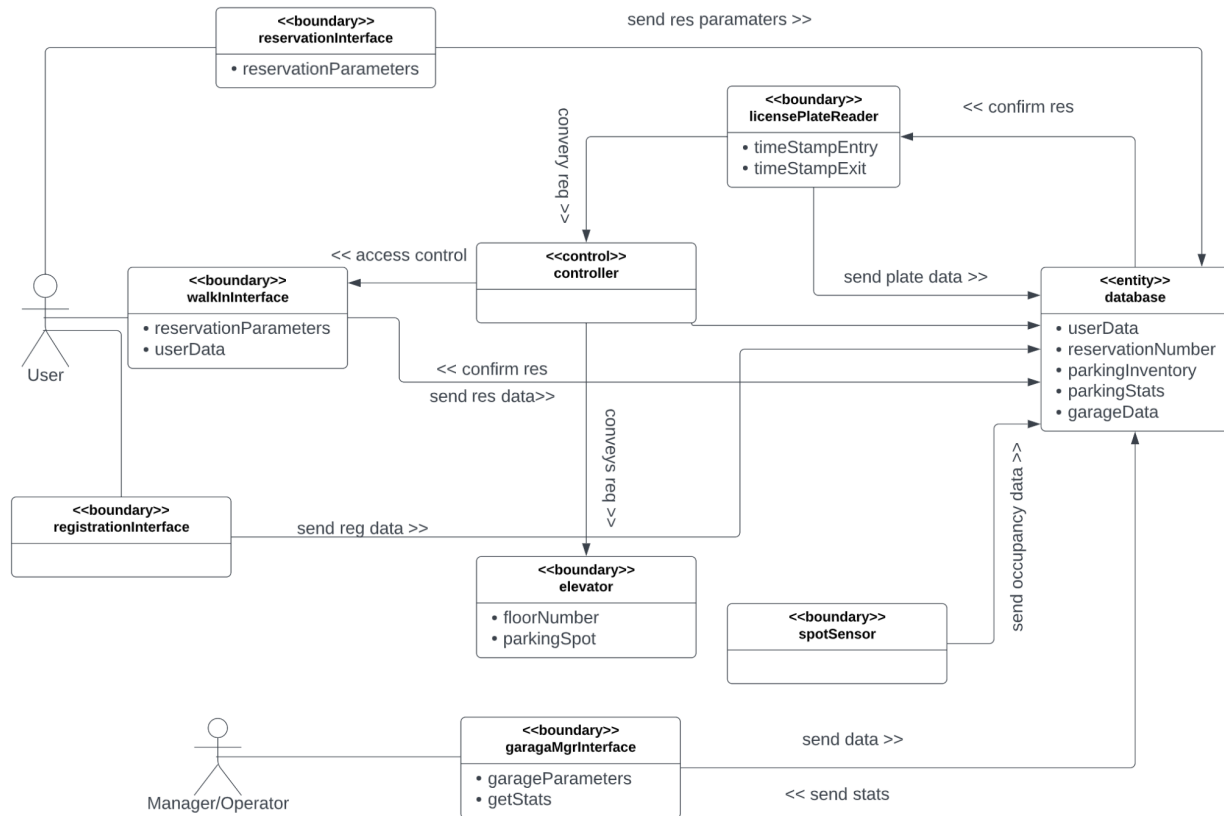 <<boundary>>
reservationInterface
• reservationParameters
send res paramaters >>
<<boundary>>
licensePlateReader
• timeStampEntry
• timeStampExit
<< confirm res
convery req >>
<< access control
<<control>>
controller
send plate data >>
<<boundary>>
walkInInterface
• reservationParameters
• userData
User
<<entity>>
database
• userData
• reservationNumber
• parkingInventory
• parkingStats
• garageData
<< confirm res
send res data>>
conveys req >>
send occupancy data >>
<<boundary>>
registrationInterface
send reg data >>
<<boundary>>
elevator
• floorNumber
• parkingSpot
<<boundary>>
spotSensor
Manager/Operator
<<boundary>>
garagaMgrInterface
• garageParameters
• getStats
send data >>
<< send stats